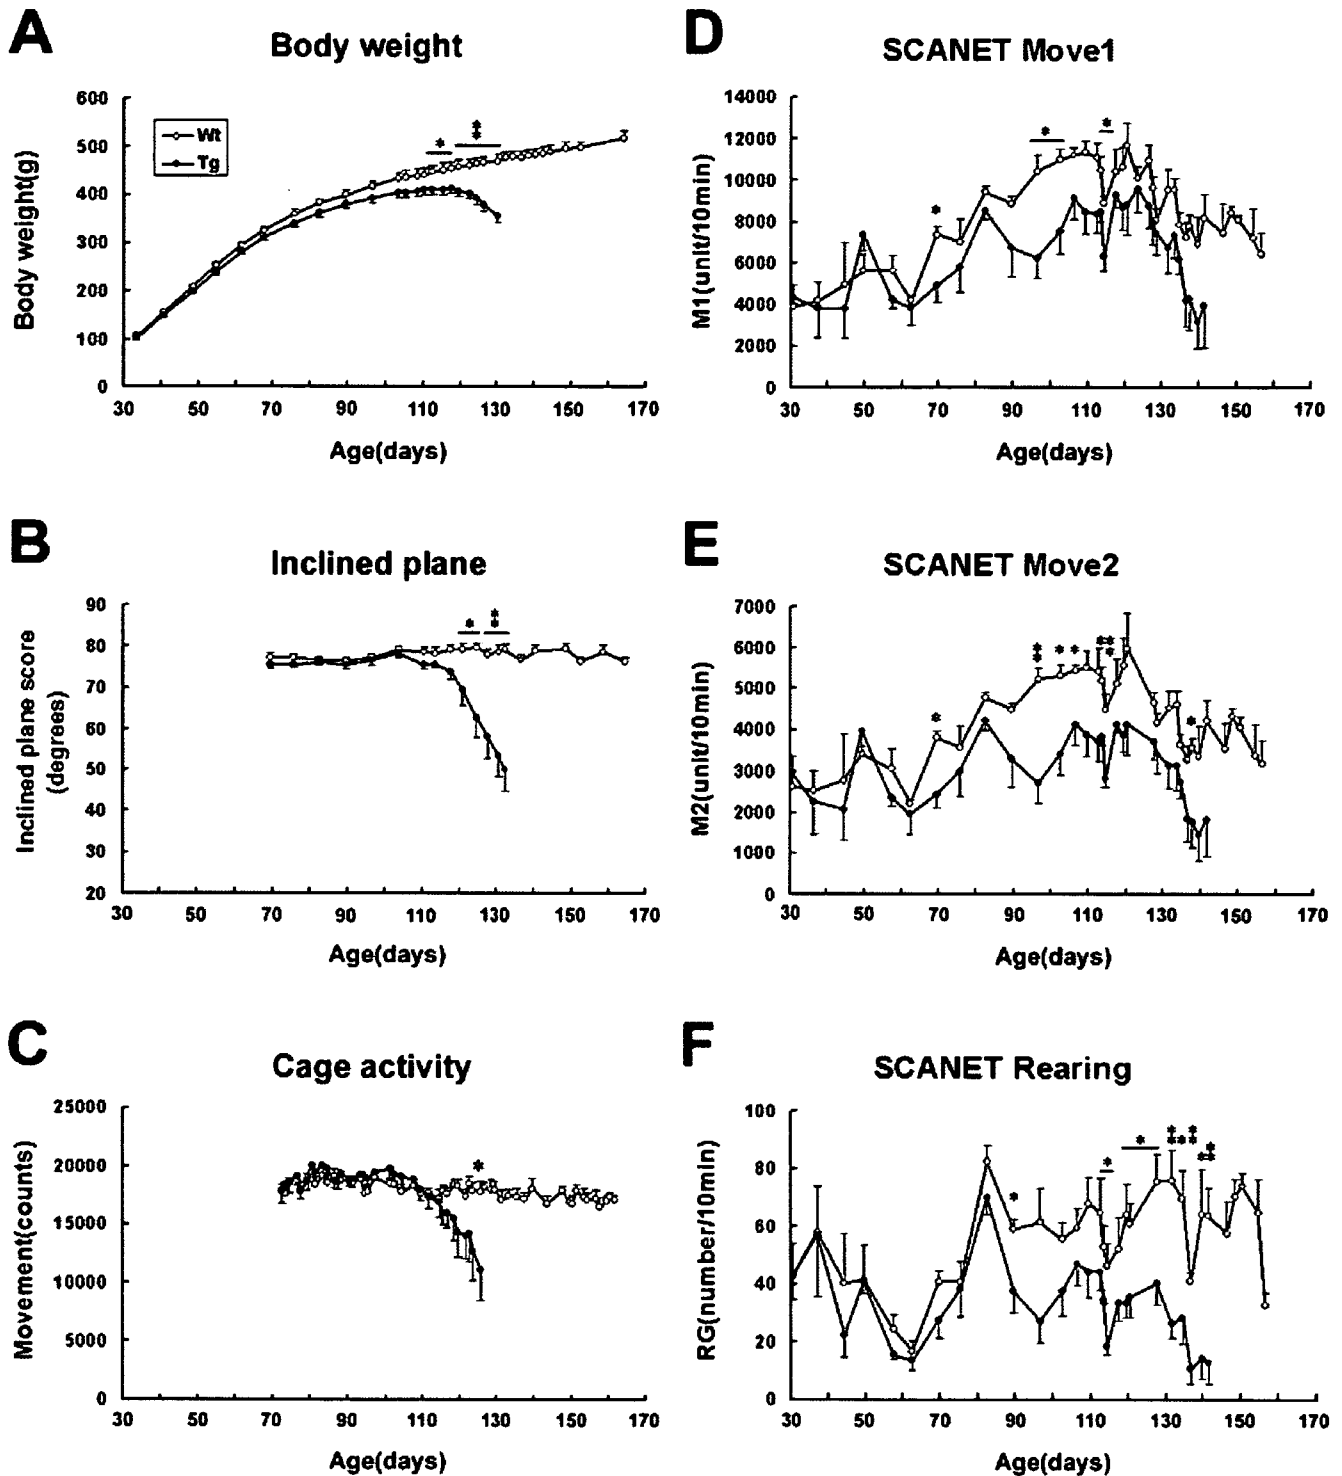 A
Body weight
600
500
400
300
200
100
0
Body weight(g)
Wt
Tg
*
**
30 50 70 90 110 130 150 170
Age(days)
B
Inclined plane
90
80
70
60
50
40
30
20
Inclined plane score
(degrees)
* **
30 50 70 90 110 130 150 170
Age(days)
C
Cage activity
25000
20000
15000
10000
5000
0
Movement(counts)
*
30 50 70 90 110 130 150 170
Age(days)
D
SCANET Move1
14000
12000
10000
8000
6000
4000
2000
0
M1(unit/10min)
* * *
30 50 70 90 110 130 150 170
Age(days)
E
SCANET Move2
7000
6000
5000
4000
3000
2000
1000
0
M2(unit/10min)
* ** * * ** ** *
30 50 70 90 110 130 150 170
Age(days)
F
SCANET Rearing
100
80
60
40
20
0
RG(number/10min)
* * * ** * ** * **
30 50 70 90 110 130 150 170
Age(days)